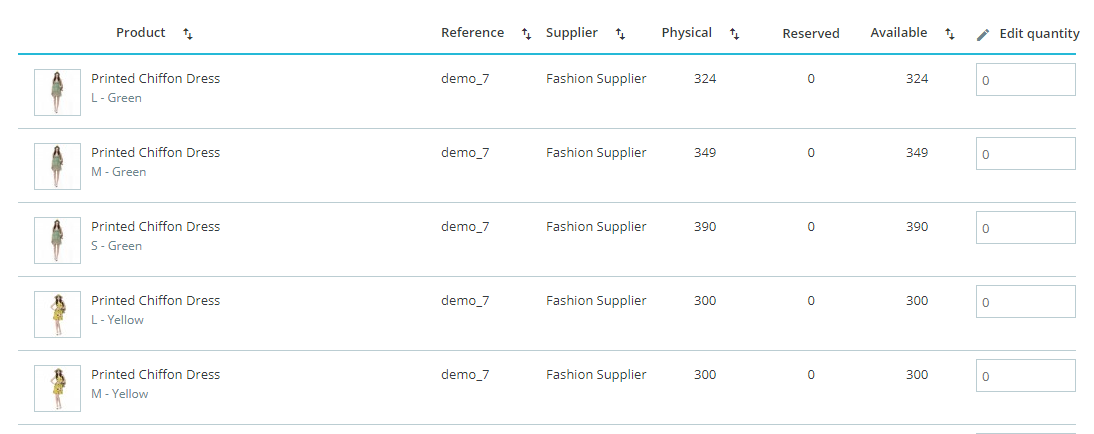 Product Reference Supplier Physical Reserved Available Edit quantity
Printed Chiffon Dress demo_7 Fashion Supplier 324 0 324 0
L - Green
Printed Chiffon Dress demo_7 Fashion Supplier 349 0 349 0
M - Green
Printed Chiffon Dress demo_7 Fashion Supplier 390 0 390 0
S - Green
Printed Chiffon Dress demo_7 Fashion Supplier 300 0 300 0
L - Yellow
Printed Chiffon Dress demo_7 Fashion Supplier 300 0 300 0
M - Yellow